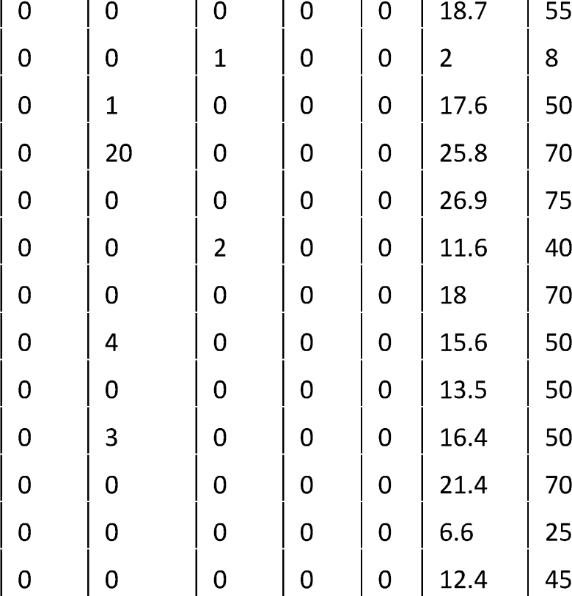 0 0 0 0 0 18.7 55
0 0 1 0 0 2 8
0 1 0 0 0 17.6 50
0 20 0 0 0 25.8 70
0 0 0 0 0 26.9 75
0 0 2 0 0 11.6 40
0 0 0 0 0 18 70
0 4 0 0 0 15.6 50
0 0 0 0 0 13.5 50
0 3 0 0 0 16.4 50
0 0 0 0 0 21.4 70
0 0 0 0 0 6.6 25
0 0 0 0 0 12.4 45